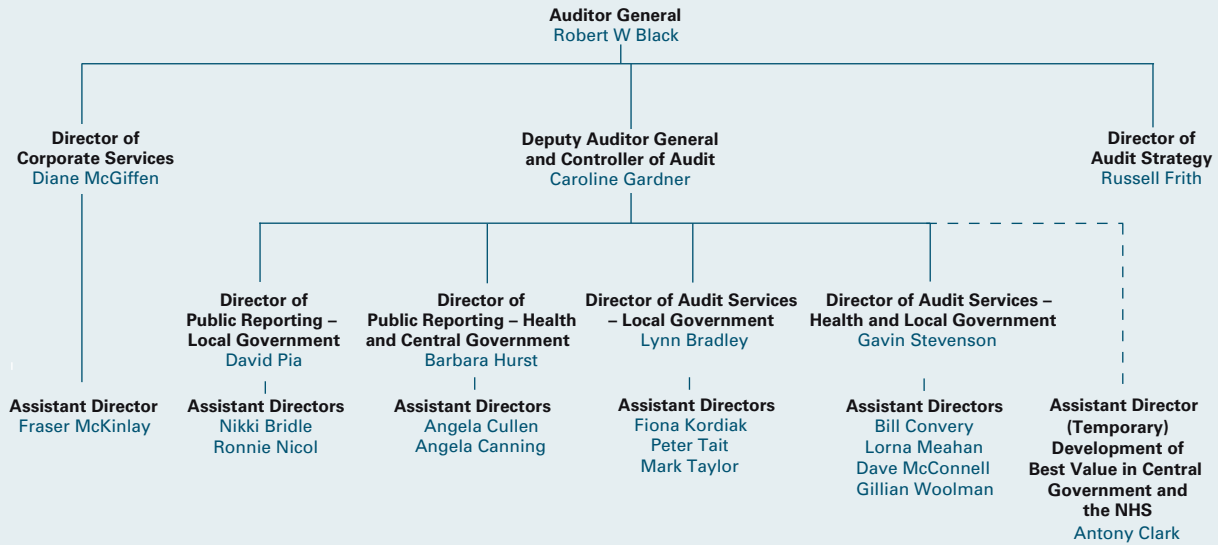 Auditor General
Robert W Black
Director of
Corporate Services
Diane McGiffen
Deputy Auditor General
and Controller of Audit
Caroline Gardner
Director of
Audit Strategy
Russell Frith
Director of
Public Reporting –
Local Government
David Pia
Director of
Public Reporting – Health
and Central Government
Barbara Hurst
Director of Audit Services
– Local Government
Lynn Bradley
Director of Audit Services –
Health and Local Government
Gavin Stevenson
Assistant Director
Fraser McKinlay
Assistant Directors
Nikki Bridle
Ronnie Nicol
Assistant Directors
Angela Cullen
Angela Canning
Assistant Directors
Fiona Kordiak
Peter Tait
Mark Taylor
Assistant Directors
Bill Convery
Lorna Meahan
Dave McConnell
Gillian Woolman
Assistant Director
(Temporary)
Development of
Best Value in Central
Government and
the NHS
Antony Clark